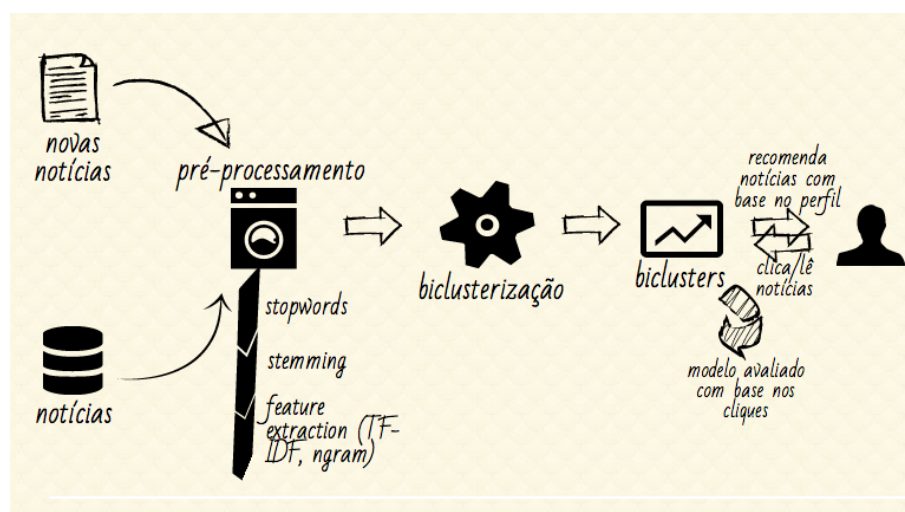 novas
notícias
pré-processamento
stopwords
stemming
feature
extraction (TF-
IDF, ngram)
notícias
biclusterização
biclusters
recomenda
notícias com
base no perfil
clica/lê
notícias
modelo avaliado
com base nos
cliques